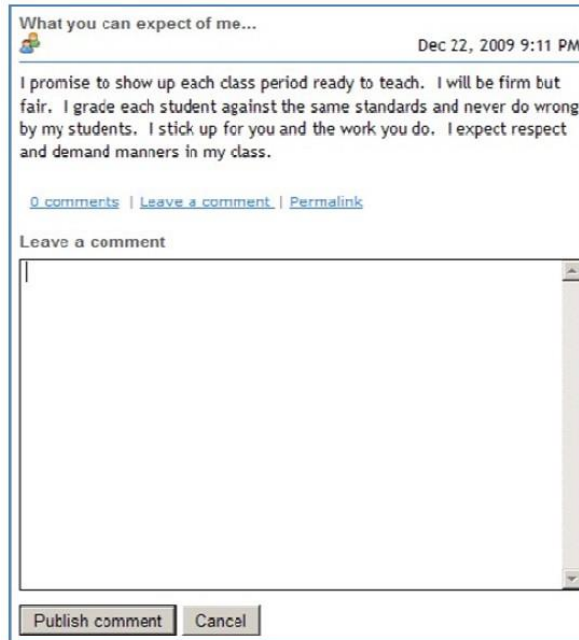 What you can expect of me...
Dec 22, 2009 9:11 PM
I promise to show up each class period ready to teach. I will be firm but
fair. I grade each student against the same standards and never do wrong
by my students. I stick up for you and the work you do. I expect respect
and demand manners in my class.
0 comments | Leave a comment | Permalink
Leave a comment
Publish comment Cancel